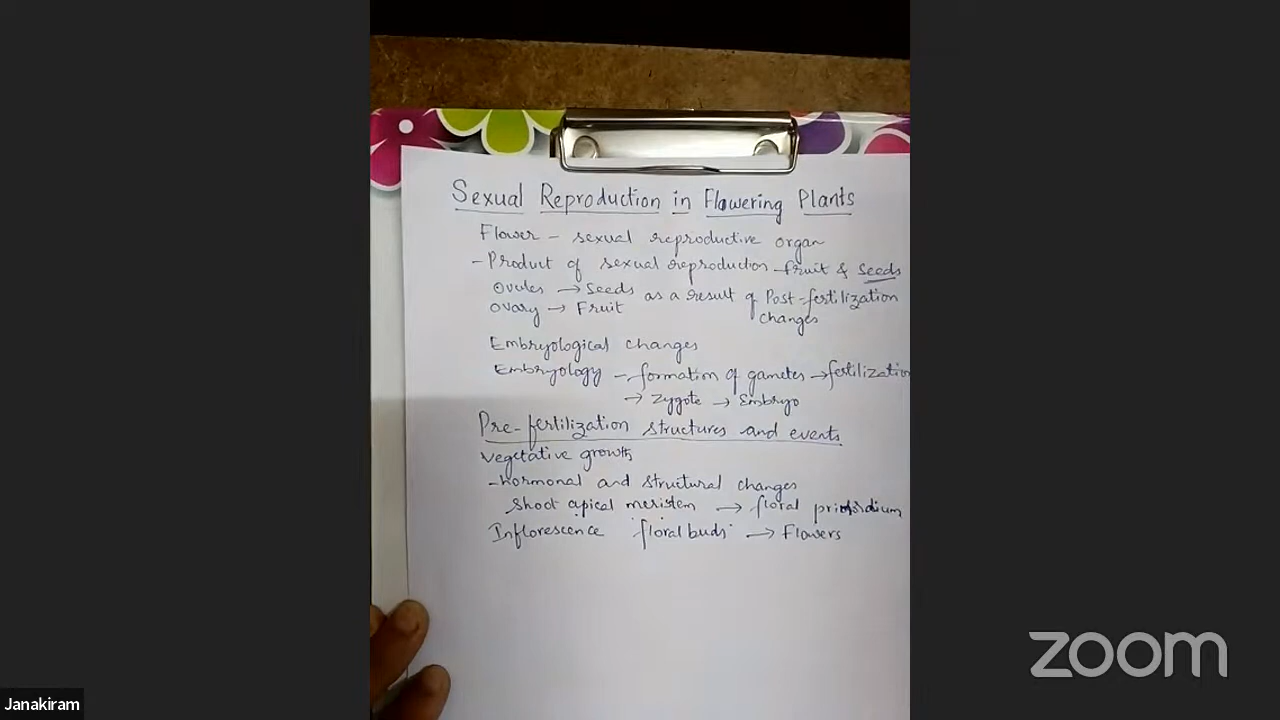 Sexual Reproduction in Flowering Plants
Flower - sexual reproductive organ
- Product of sexual reproduction - fruit & seeds
Ovules → Seeds as a result of Post-fertilization
Ovary → Fruit changes
Embryological changes
Embryology - formation of gametes → fertilization
→ Zygote → Embryo
Pre-fertilization structures and events
Vegetative growth
- hormonal and structural changes
Shoot apical meristem → floral primordium
Inflorescence floral buds → Flowers
zoom
Janakiram